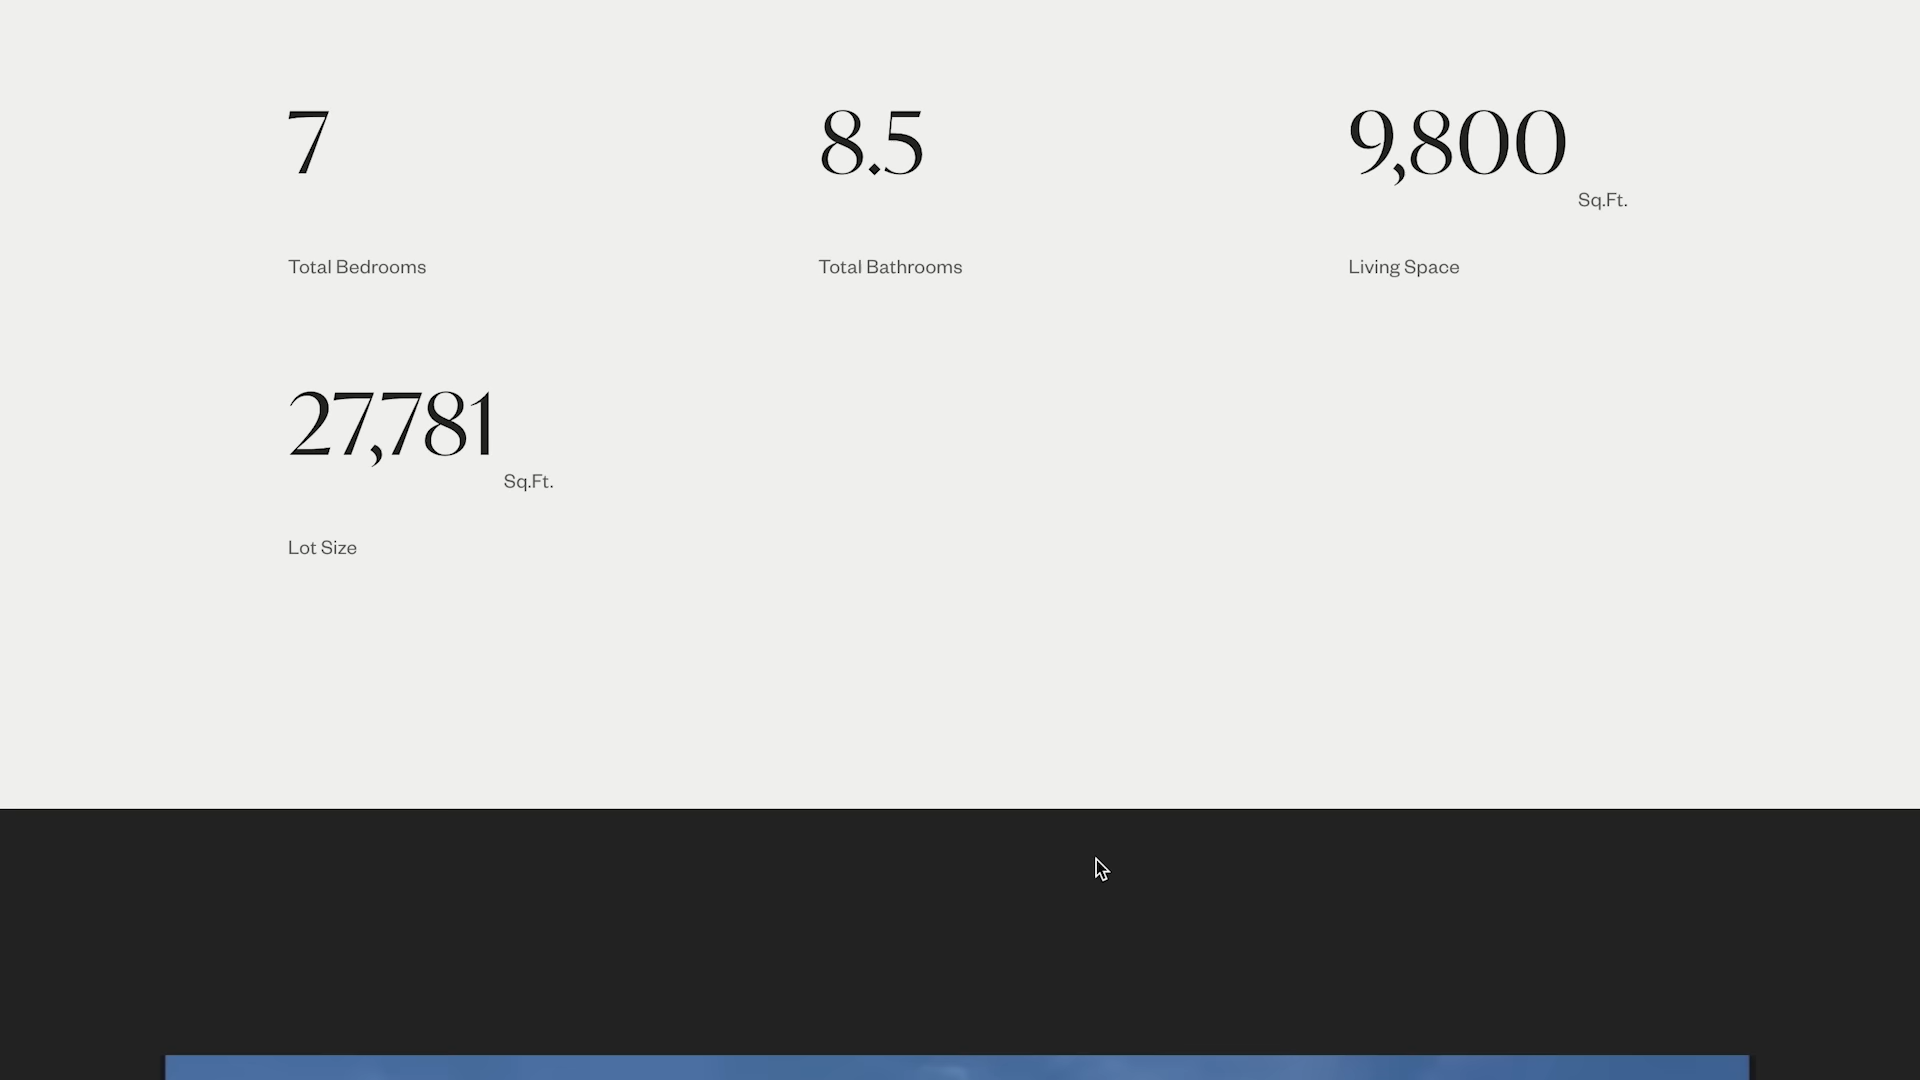 7
8.5
9,800
Sq.Ft.
Total Bedrooms
Total Bathrooms
Living Space
27,781
Sq.Ft.
Lot Size